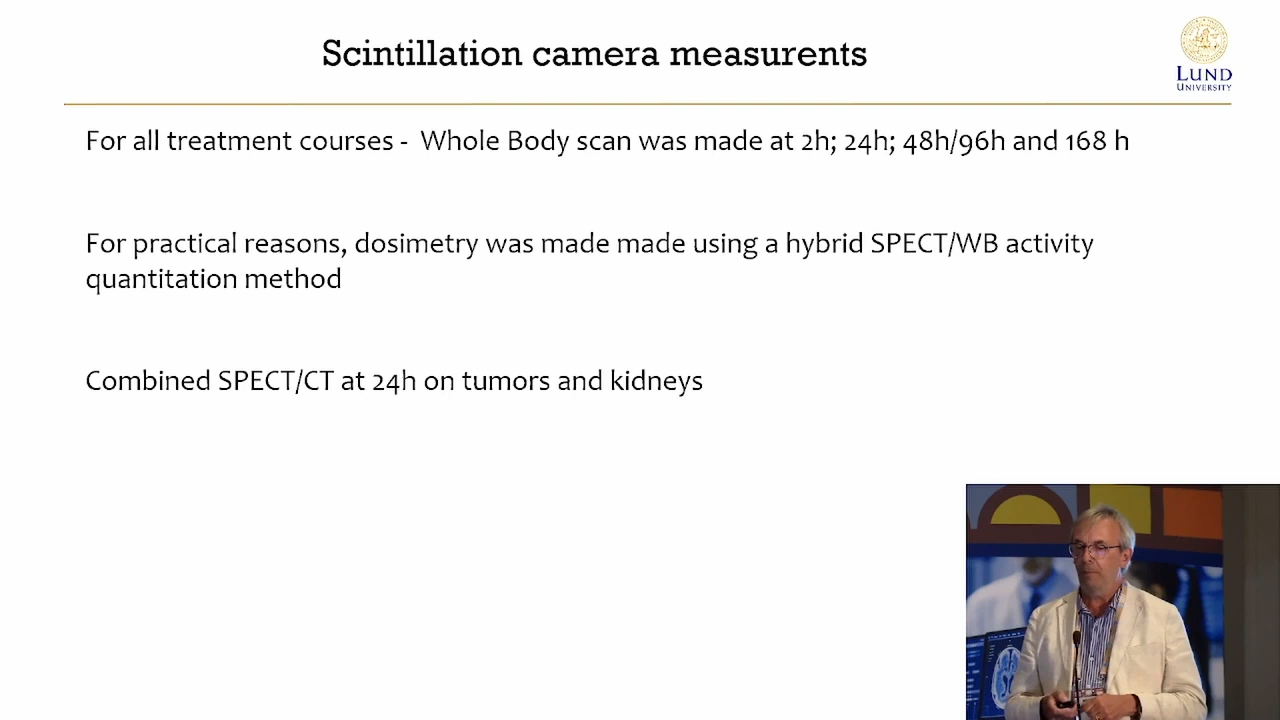 Scintillation camera measurents
LUND
UNIVERSITY
For all treatment courses - Whole Body scan was made at 2h; 24h; 48h/96h and 168 h
For practical reasons, dosimetry was made made using a hybrid SPECT/WB activity
quantitation method
Combined SPECT/CT at 24h on tumors and kidneys